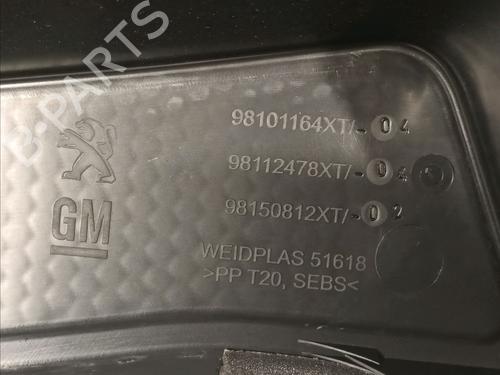 B-PARTS
98101164XT/-04
98112478XT/-04
98150812XT/-02
GM
WEIDPLAS 51618
>PP T20, SEBS<